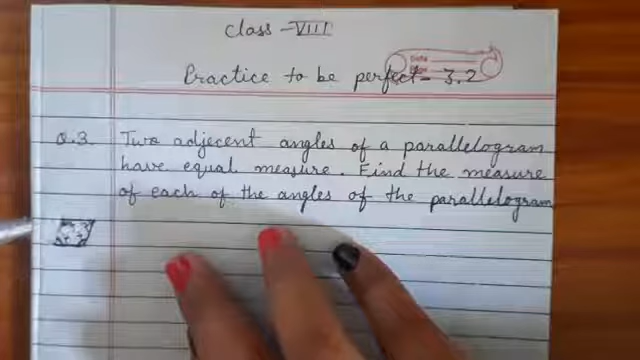 Class - VIII
Date
Practice to be perfect - 3.2
Q.3 Two adjecent angles of a parallelogram
have equal measure. Find the measure
of each of the angles of the parallelogram